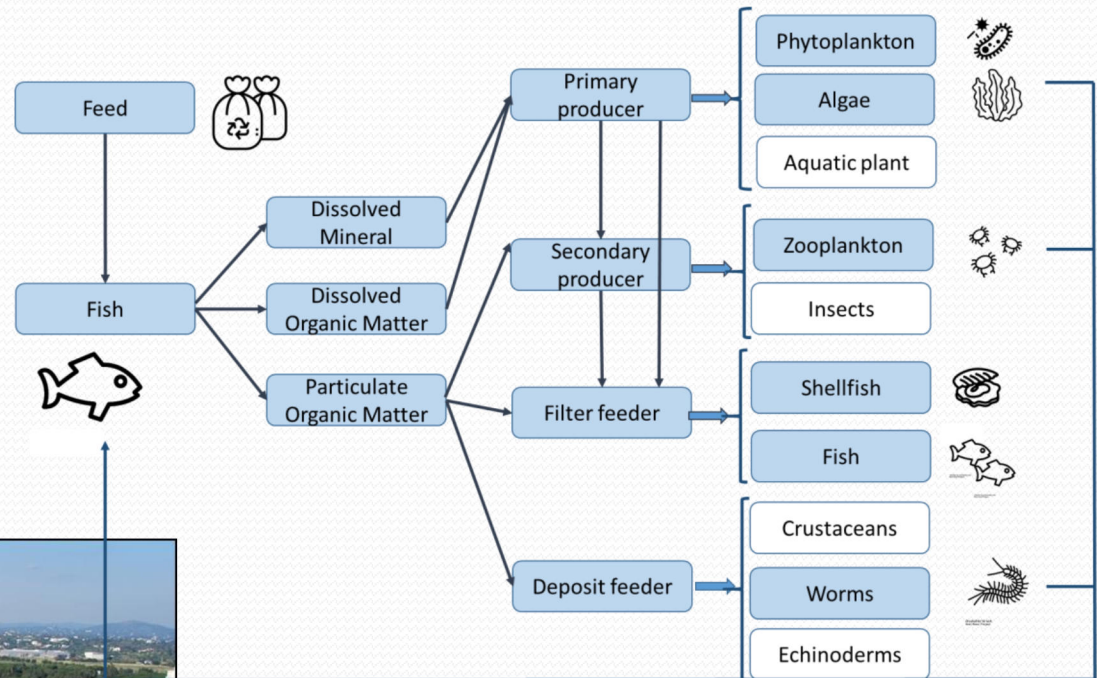 Feed
Fish
Dissolved
Mineral
Dissolved
Organic Matter
Particulate
Organic Matter
Primary
producer
Secondary
producer
Filter feeder
Deposit feeder
Phytoplankton
Algae
Aquatic plant
Zooplankton
Insects
Shellfish
Fish
Crustaceans
Worms
Echinoderms